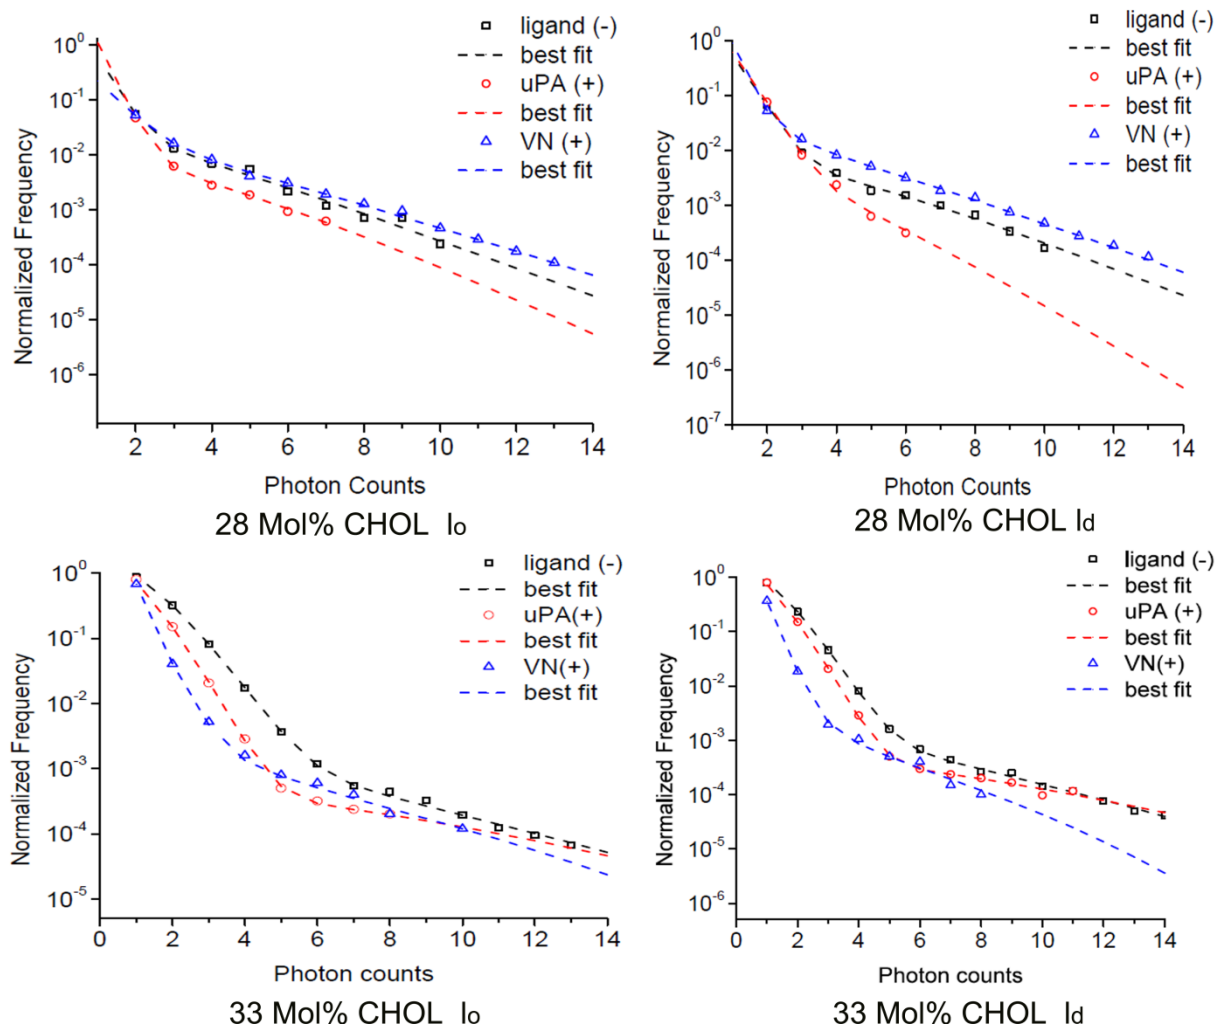 ligand (-)
best fit
uPA (+)
best fit
VN (+)
best fit
10^0
10^-1
10^-2
10^-3
10^-4
10^-5
10^-6
Normalized Frequency
2 4 6 8 10 12 14
Photon Counts
28 Mol% CHOL lo
ligand (-)
best fit
uPA (+)
best fit
VN (+)
best fit
10^0
10^-1
10^-2
10^-3
10^-4
10^-5
10^-6
10^-7
Normalized Frequency
2 4 6 8 10 12 14
Photon Counts
28 Mol% CHOL ld
ligand (-)
best fit
uPA(+)
best fit
VN(+)
best fit
10^0
10^-1
10^-2
10^-3
10^-4
10^-5
Normalized Frequency
0 2 4 6 8 10 12 14
Photon counts
33 Mol% CHOL lo
ligand (-)
best fit
uPA (+)
best fit
VN(+)
best fit
10^0
10^-1
10^-2
10^-3
10^-4
10^-5
10^-6
Normalized Frequency
0 2 4 6 8 10 12 14
Photon counts
33 Mol% CHOL ld